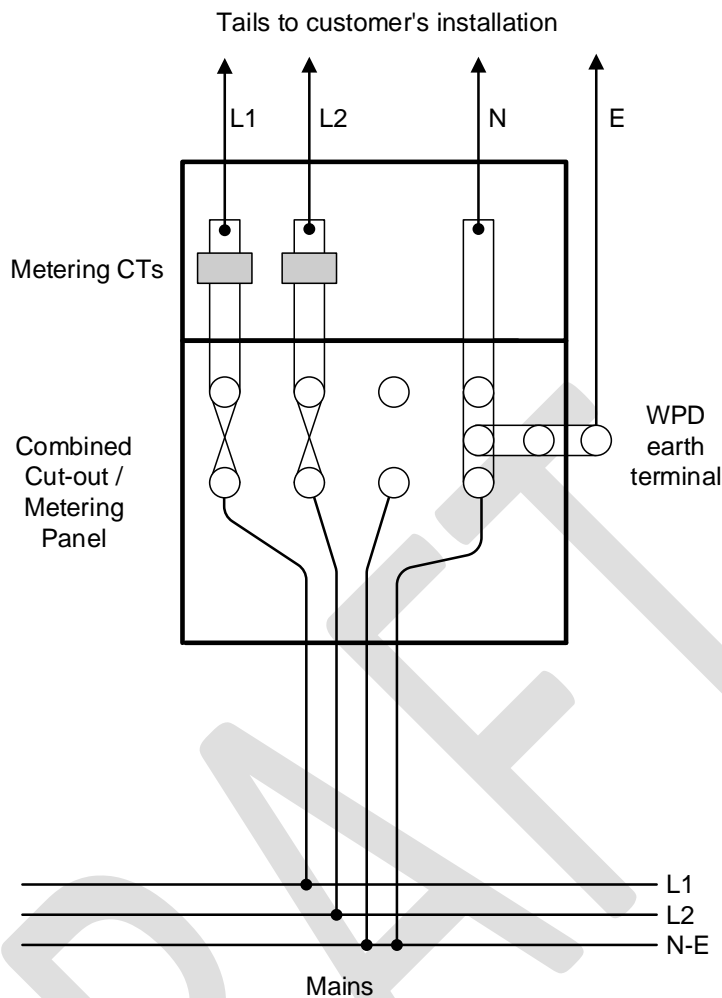 Tails to customer's installation
L1
L2
N
E
Metering CTs
Combined
Cut-out /
Metering
Panel
WPD
earth
terminal
L1
L2
N-E
Mains
DRAFT